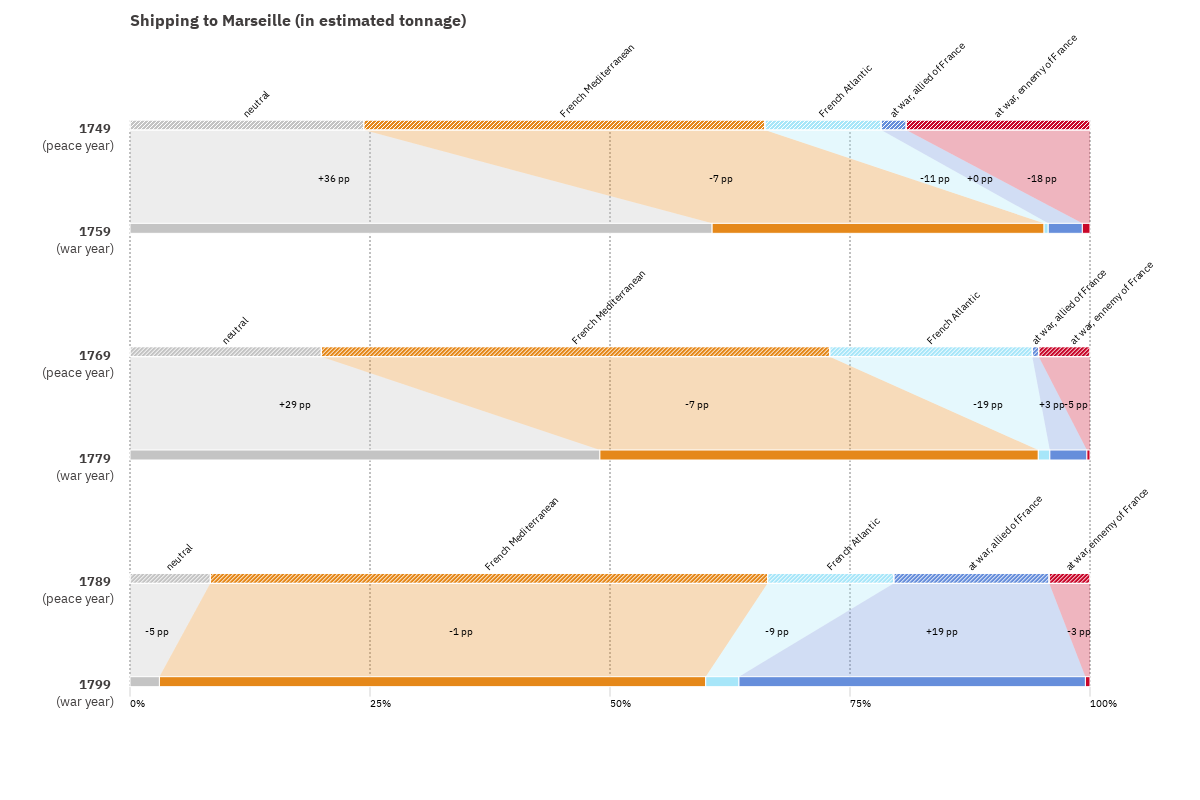 Shipping to Marseille (in estimated tonnage)
neutral
French Mediterranean
French Atlantic
at war, allied of France
at war, ennemy of France
1749
(peace year)
+36 pp
-7 pp
-11 pp
+0 pp
-18 pp
1759
(war year)
neutral
French Mediterranean
French Atlantic
at war, allied of France
at war, ennemy of France
1769
(peace year)
+29 pp
-7 pp
-19 pp
+3 pp
-5 pp
1779
(war year)
neutral
French Mediterranean
French Atlantic
at war, allied of France
at war, ennemy of France
1789
(peace year)
-5 pp
-1 pp
-9 pp
+19 pp
-3 pp
1799
(war year)
0%
25%
50%
75%
100%